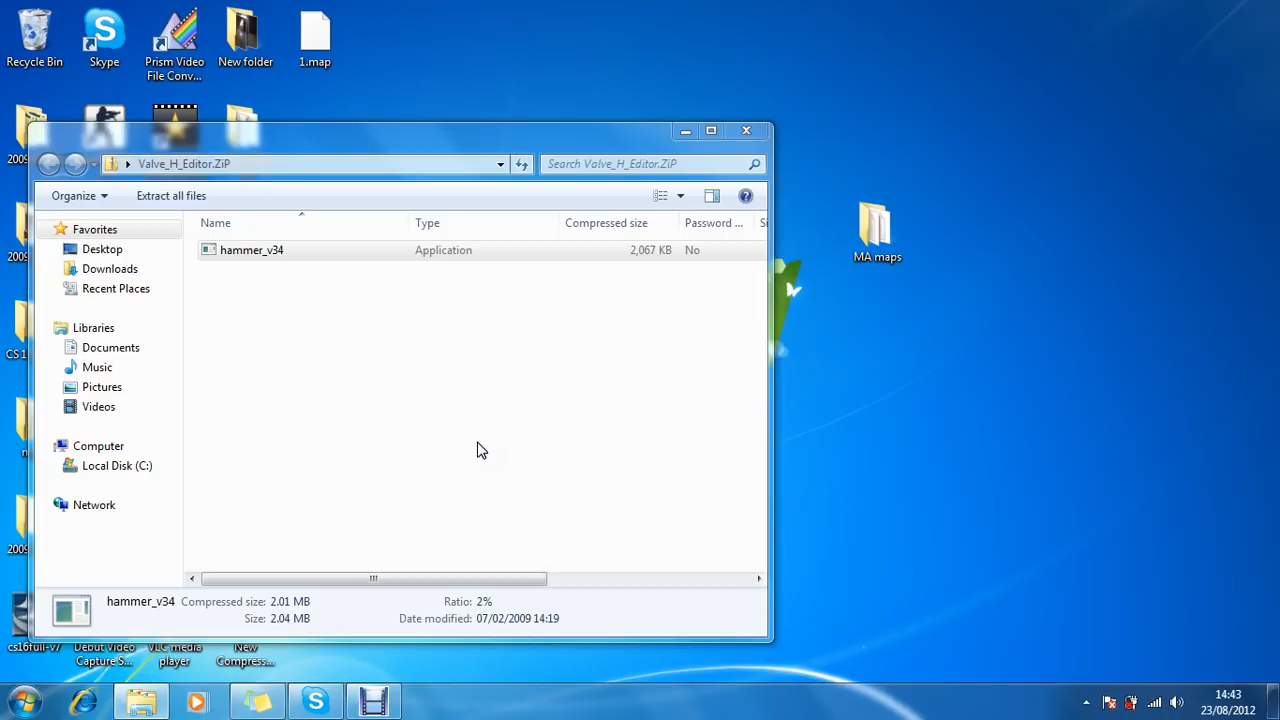 Recycle Bin
Skype
Prism Video
File Conv...
New folder
1.map
Valve_H_Editor.ZiP
Search Valve_H_Editor.ZiP
Organize
Extract all files
Name
Type
Compressed size
Password ...
Si
Favorites
Desktop
Downloads
Recent Places
Libraries
Documents
Music
Pictures
Videos
Computer
Local Disk (C:)
Network
hammer_v34
Application
2,067 KB
No
MA maps
hammer_v34
Compressed size: 2.01 MB
Size: 2.04 MB
Ratio: 2%
Date modified: 07/02/2009 14:19
2009
2009
CS 1
n
2009
cs16full-v7
Debut Video
Capture S...
VLC media
player
New
Compress...
14:43
23/08/2012